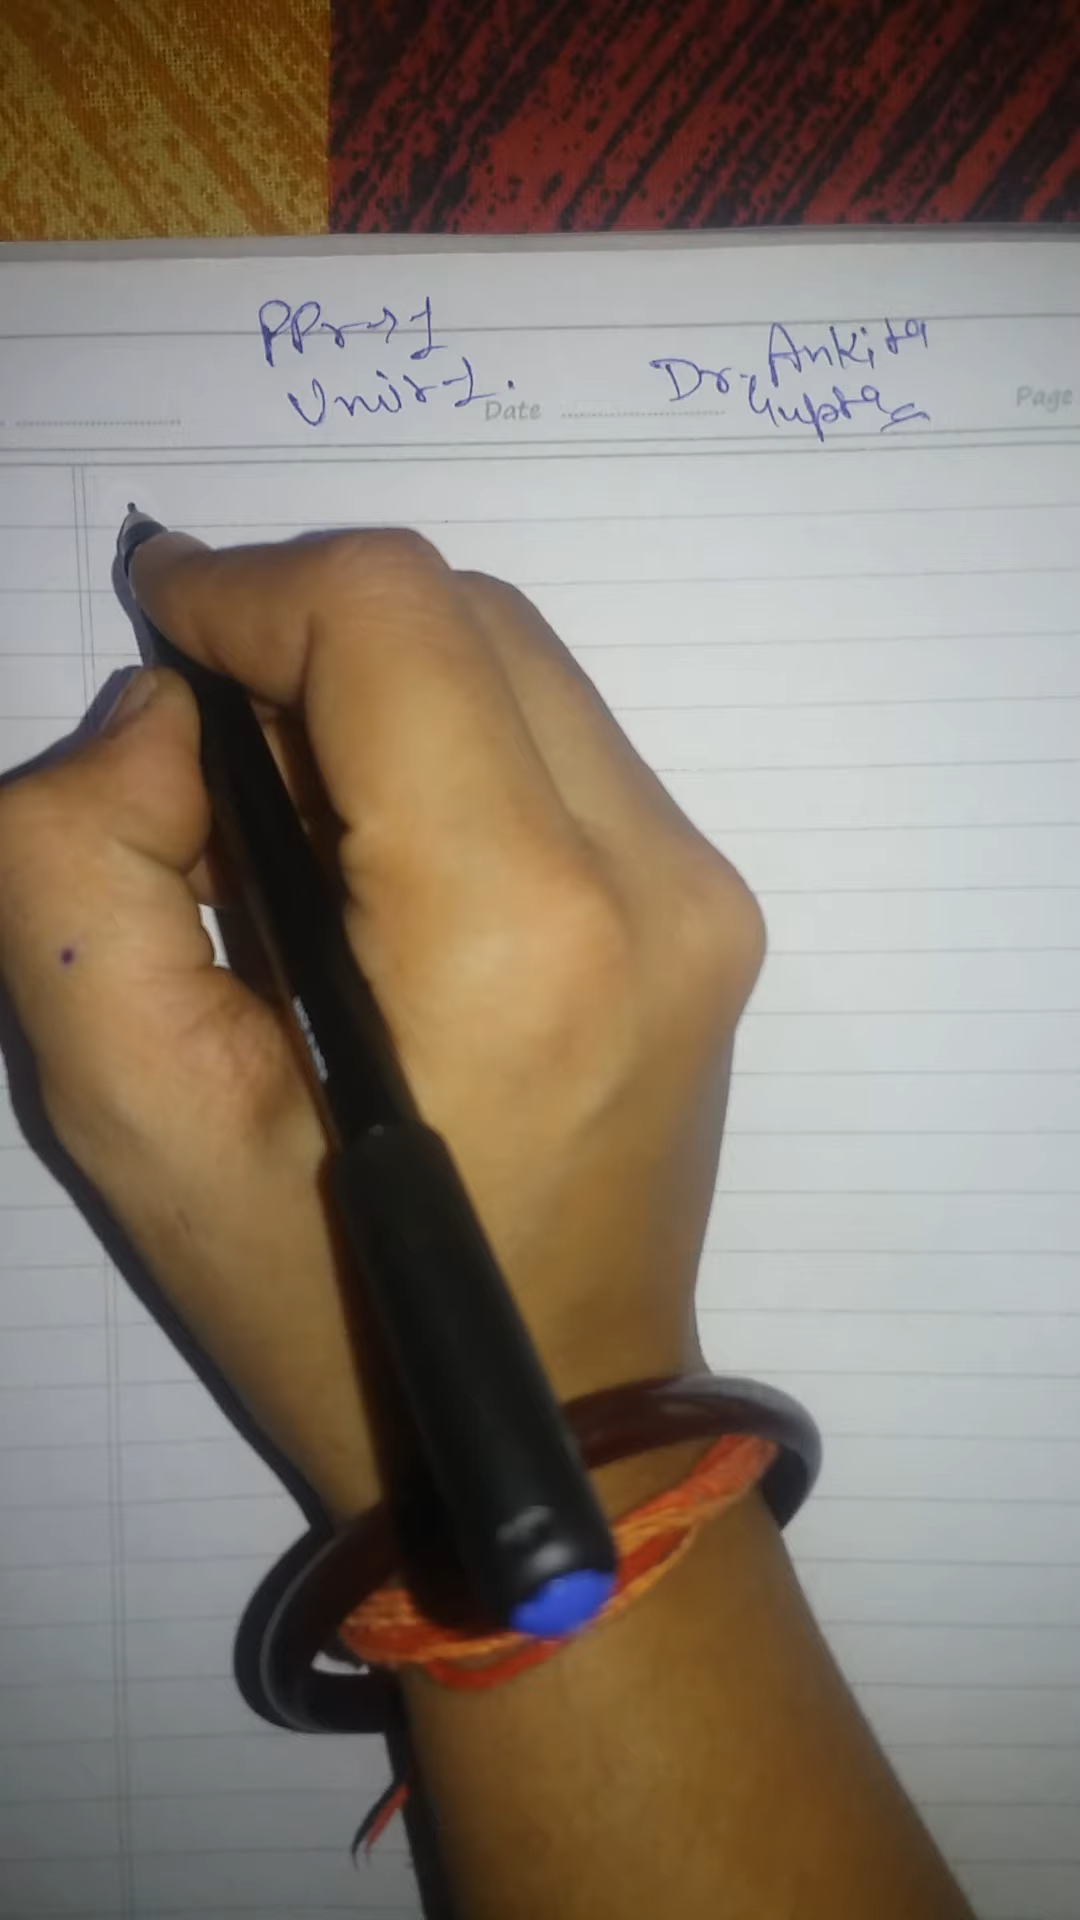 PPr→1
Unit-1.
Dr. Ankita
Gupta
Date
Page